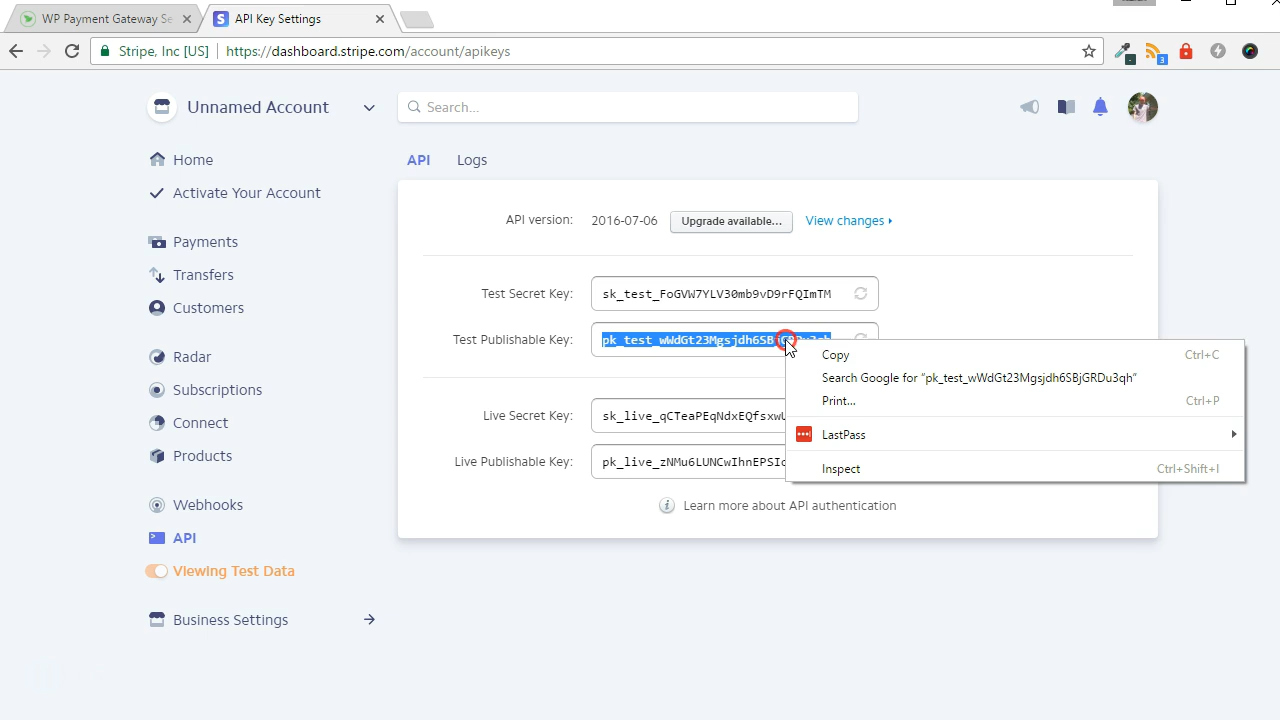 WP Payment Gateway Se
API Key Settings
Stripe, Inc [US] https://dashboard.stripe.com/account/apikeys
3
Unnamed Account
Search...
Home
Activate Your Account
Payments
Transfers
Customers
Radar
Subscriptions
Connect
Products
Webhooks
API
Viewing Test Data
Business Settings
API Logs
API version: 2016-07-06 Upgrade available... View changes
Test Secret Key: sk_test_FoGVW7YLV30mb9vD9rFQImTM
Test Publishable Key: pk_test_wWdGt23Mgsjdh6SBjGRDu3qh
Live Secret Key: sk_live_qCTeaPEqNdxEQfsxwU
Live Publishable Key: pk_live_zNMu6LUNCwIhnEPSIc
Learn more about API authentication
Copy Ctrl+C
Search Google for “pk_test_wWdGt23Mgsjdh6SBjGRDu3qh”
Print... Ctrl+P
LastPass
Inspect Ctrl+Shift+I